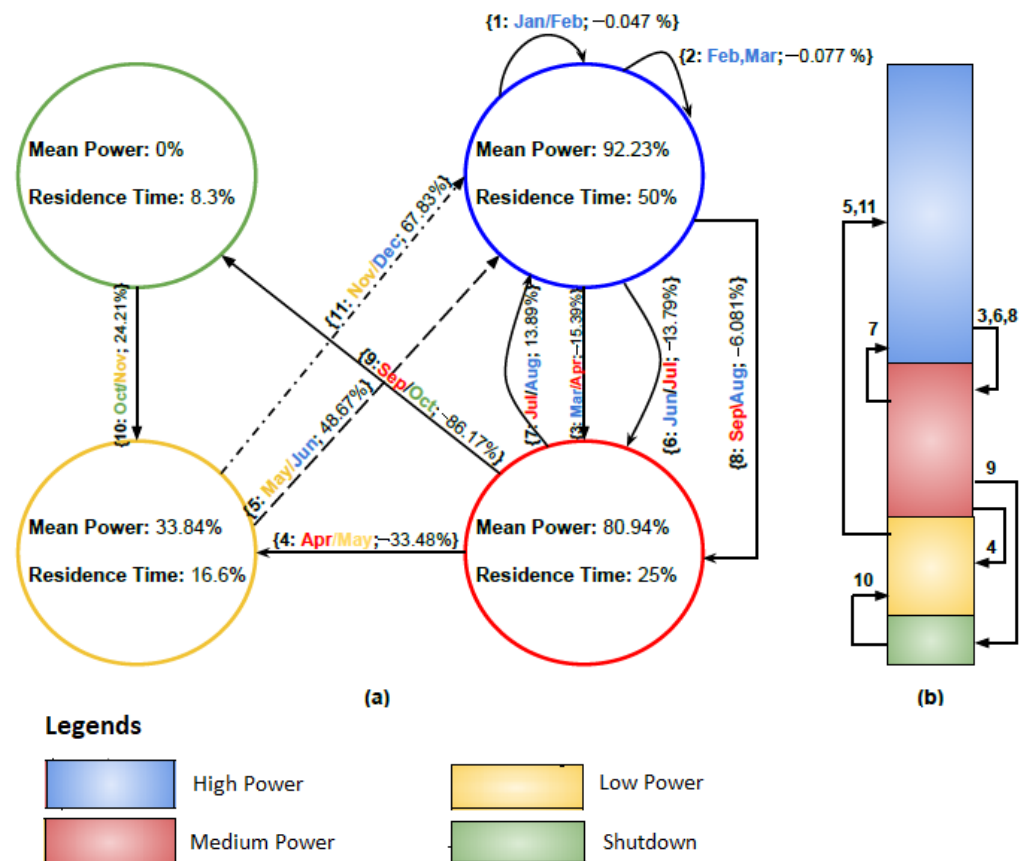 {1: Jan/Feb; −0.047 %}
{2: Feb,Mar; −0.077 %}
Mean Power: 0%
Residence Time: 8.3%
Mean Power: 92.23%
Residence Time: 50%
{11: Nov/Dec; 67.83%}
{10: Oct/Nov; 24.21%}
{9:Sep/Oct; −86.17%}
{5: May/Jun; 48.67%}
{7: Jul/Aug; 13.89%}
{3: Mar/Apr;−15.39%}
{6: Jun/Jul; −13.79%}
{8: Sep\Aug; −6.081%}
Mean Power: 33.84%
Residence Time: 16.6%
{4: Apr/May;−33.48%}
Mean Power: 80.94%
Residence Time: 25%
5,11
3,6,8
7
9
4
10
(a)
(b)
Legends
High Power
Low Power
Medium Power
Shutdown